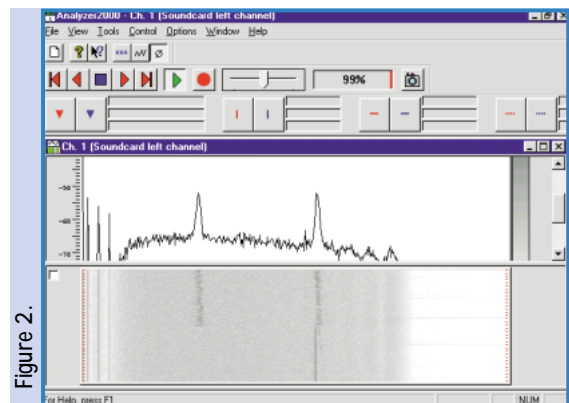 Analyzer2000 - Ch. 1 (Soundcard left channel)
File View Tools Control Options Window Help
99%
Ch. 1 (Soundcard left channel)
-50
-60
-70
For Help, press F1
NUM
Figure 2.